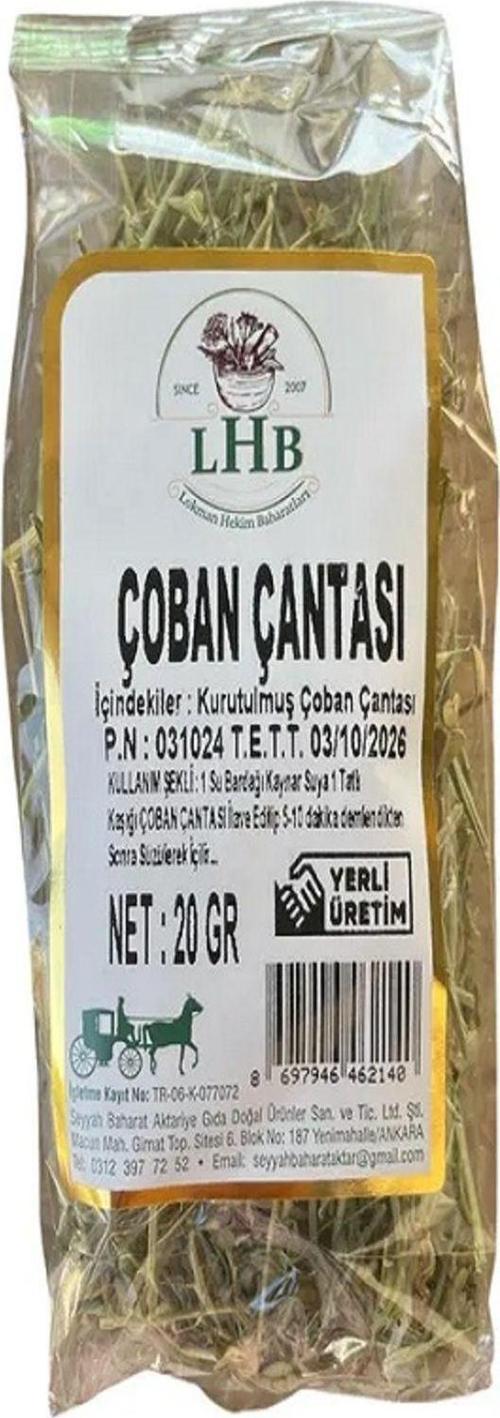 SINCE 2007
LHB
Lokman Hekim Baharatları
ÇOBAN ÇANTASI
İçindekiler : Kurutulmuş Çoban Çantası
P.N : 031024 T.E.T.T. 03/10/2026
KULLANIM ŞEKLİ : 1 Su Bardağı Kaynar Suya 1 Tatlı
Kaşığı ÇOBAN ÇANTASI İlave Edilip 5-10 dakika demlendikten
Sonra Süzülerek İçilir...
YERLİ
ÜRETİM
NET : 20 GR
8 697946 462140
İşletme Kayıt No: TR-06-K-077072
Seyyah Baharat Aktariye Gıda Doğal Ürünler San. ve Tic. Ltd. Şti.
Macun Mah. Gimat Top. Sitesi 6. Blok No: 187 Yenimahalle/ANKARA
Tel: 0312 397 72 52 • Email: seyyahbaharataktar@gmail.com